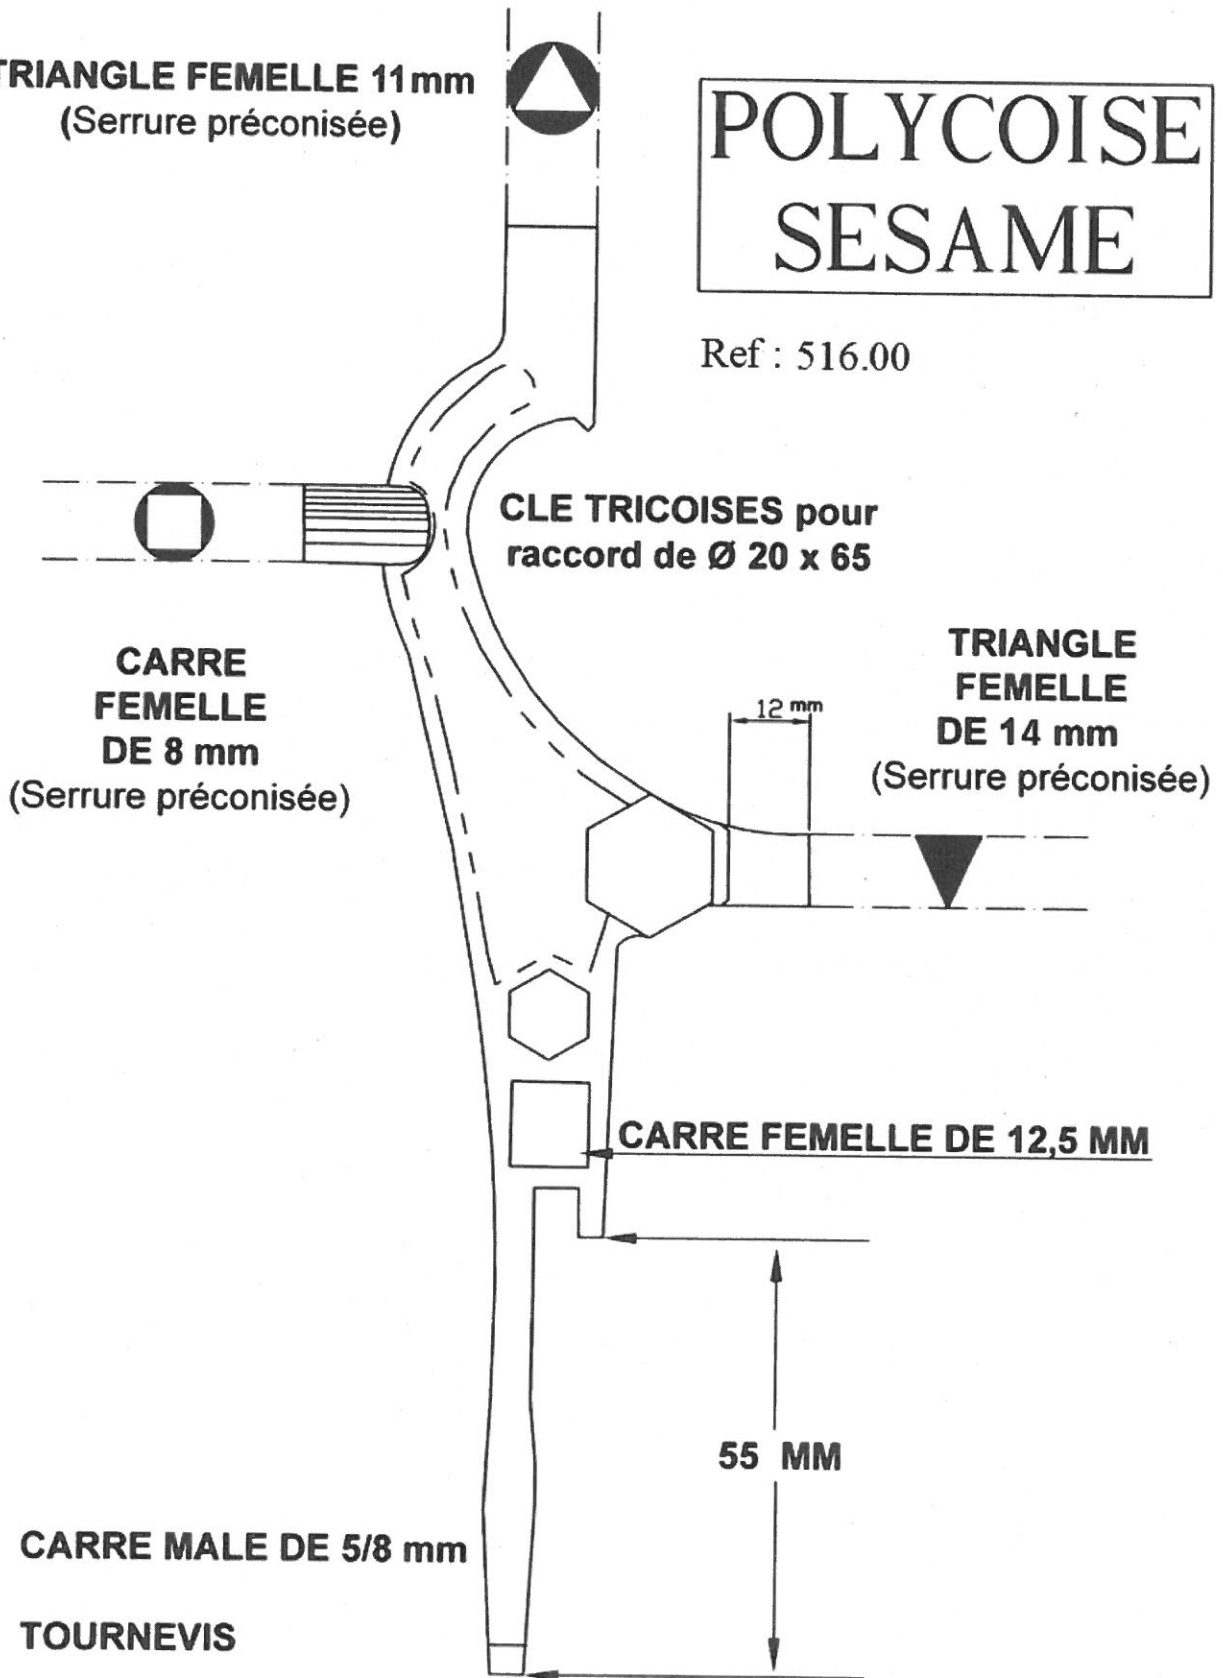 TRIANGLE FEMELLE 11mm
(Serrure préconisée)
POLYCOISE
SESAME
Ref : 516.00
CLE TRICOISES pour
raccord de Ø 20 x 65
CARRE
FEMELLE
DE 8 mm
(Serrure préconisée)
12 mm
TRIANGLE
FEMELLE
DE 14 mm
(Serrure préconisée)
CARRE FEMELLE DE 12,5 MM
55 MM
CARRE MALE DE 5/8 mm
TOURNEVIS